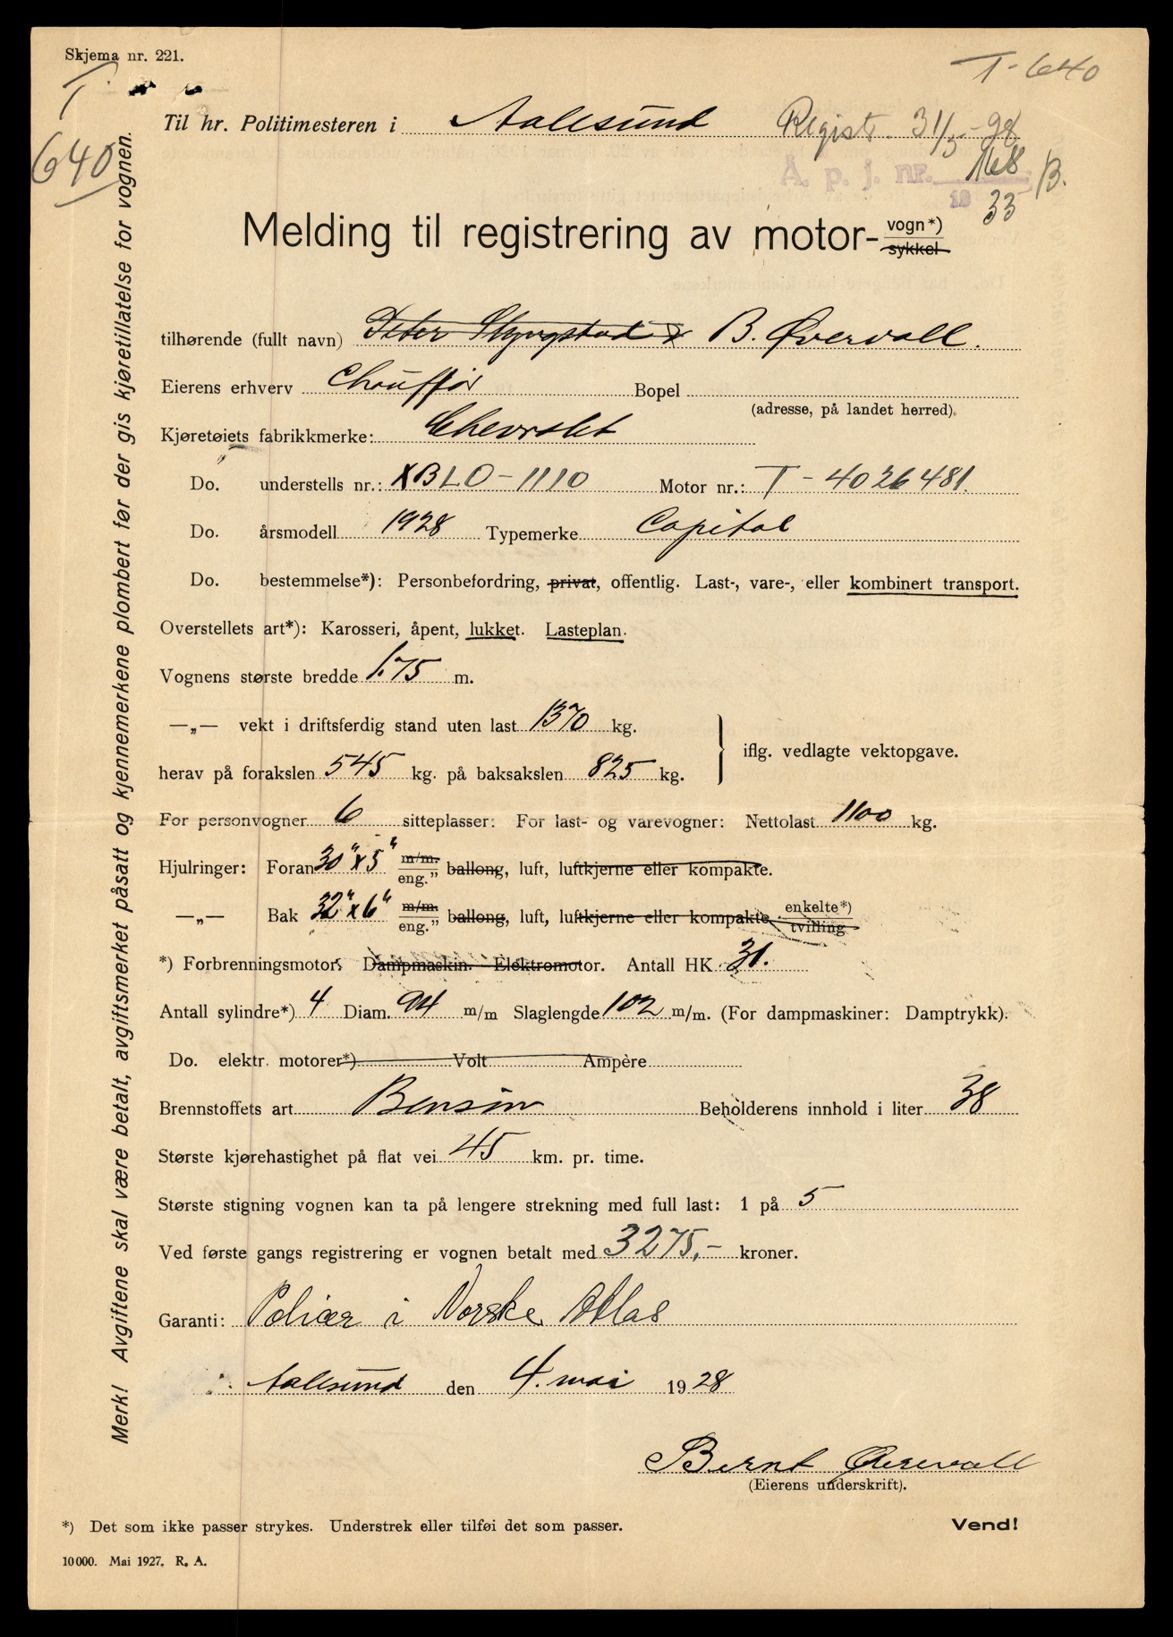 Skjema nr. 221.
T-640
T
640
Til hr. Politimesteren i Aalesund Registr. 31/5-28
Å. p. j. nr. 168 /B.
19 33
Melding til registrering av motor- vogn*)
sykkel
tilhørende (fullt navn) Peter B. Øvervall.
Eierens erhverv Chauffør Bopel
(adresse, på landet herred).
Kjøretøiets fabrikkmerke: Chevrolet
Do. understells nr.: XBLO-1110 Motor nr.: T-4026481.
Do. årsmodell 1928 Typemerke Capital
Do. bestemmelse*): Personbefordring, privat, offentlig. Last-, vare-, eller kombinert transport.
Overstellets art*): Karosseri, åpent, lukket. Lasteplan.
Vognens største bredde 1.75 m.
—„— vekt i driftsferdig stand uten last 1370 kg.
iflg. vedlagte vektopgave.
herav på forakslen 545 kg. på baksakslen 825 kg.
For personvogner 6 sitteplasser: For last- og varevogner: Nettolast 1100 kg.
Hjulringer: Foran 30" x 5" m/m. eng." ballong, luft, luftkjerne eller kompakte.
—„— Bak 32" x 6" m/m. eng." ballong, luft, luftkjerne eller kompakte, enkelte*) tvilling
*) Forbrenningsmotor. Dampmaskin. Elektromotor. Antall HK 31.
Antall sylindre*) 4 Diam. 94 m/m Slaglengde 102 m/m. (For dampmaskiner: Damptrykk).
Do. elektr. motorer*) Volt Ampère
Brennstoffets art Bensin Beholderens innhold i liter 38
Største kjørehastighet på flat vei 45 km. pr. time.
Største stigning vognen kan ta på lengere strekning med full last: 1 på 5
Ved første gangs registrering er vognen betalt med 3275,- kroner.
Garanti: Policer i Norske Atlas
Aalesund den 4. mai 1928
Bernt Øvervall
(Eierens underskrift).
*) Det som ikke passer strykes. Understrek eller tilføi det som passer. Vend!
10000. Mai 1927. R. A.
Merk! Avgiftene skal være betalt, avgiftsmerket påsatt og kjennemerkene plombert før der gis kjøretillatelse for vognen.